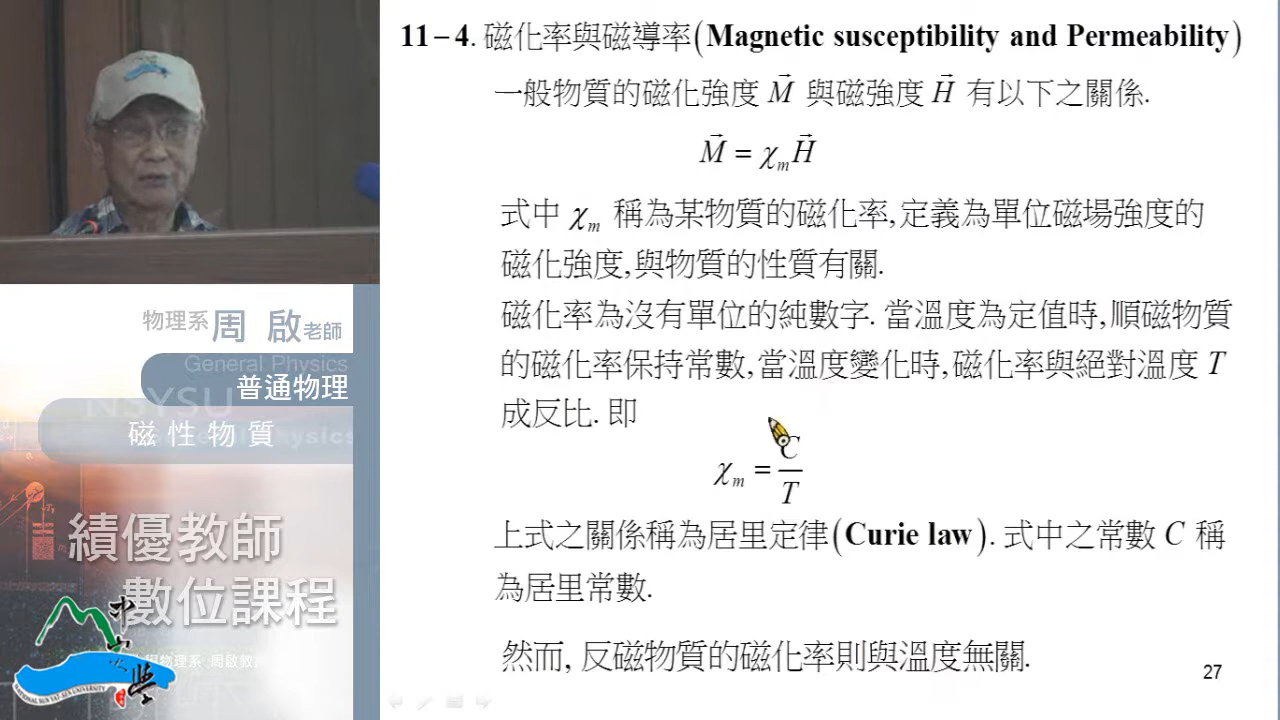 11−4. 磁化率與磁導率(Magnetic susceptibility and Permeability)
一般物質的磁化強度 M⃗ 與磁強度 H⃗ 有以下之關係.
M⃗ = χₘH⃗
式中 χₘ 稱為某物質的磁化率,定義為單位磁場強度的
磁化強度,與物質的性質有關.
磁化率為沒有單位的純數字. 當溫度為定值時,順磁物質
的磁化率保持常數,當溫度變化時,磁化率與絕對溫度 T
成反比. 即
χₘ = C/T
上式之關係稱為居里定律(Curie law). 式中之常數 C 稱
為居里常數.
然而, 反磁物質的磁化率則與溫度無關.
27
物理系周 啟老師
General Physics
普通物理
NSYSU
磁性物質
績優教師
數位課程